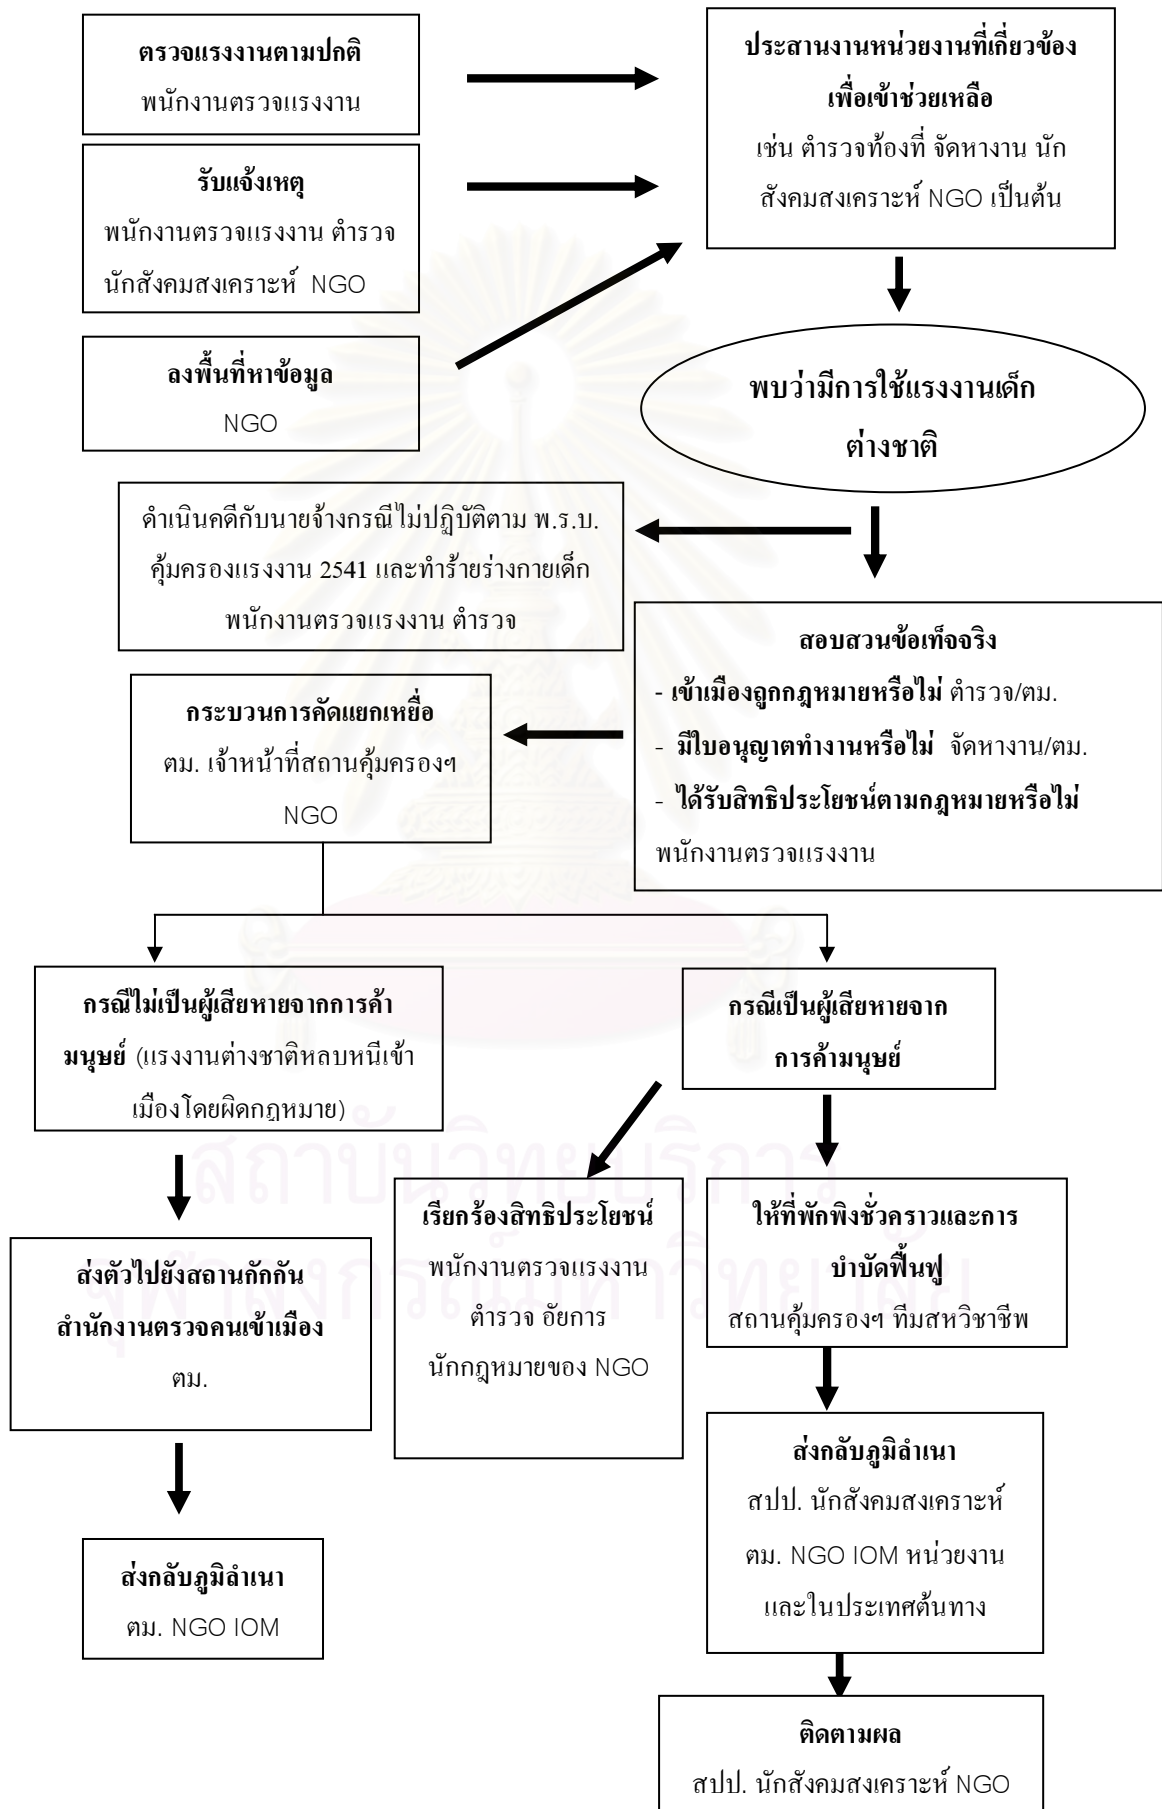 ตรวจแรงงานตามปกติ
พนักงานตรวจแรงงาน
รับแจ้งเหตุ
พนักงานตรวจแรงงาน ตำรวจ
นักสังคมสงเคราะห์ NGO
ลงพื้นที่หาข้อมูล
NGO
ประสานงานหน่วยงานที่เกี่ยวข้อง
เพื่อเข้าช่วยเหลือ
เช่น ตำรวจท้องที่ จัดหางาน นัก
สังคมสงเคราะห์ NGO เป็นต้น
พบว่ามีการใช้แรงงานเด็ก
ต่างชาติ
ดำเนินคดีกับนายจ้างกรณีไม่ปฏิบัติตาม พ.ร.บ.
คุ้มครองแรงงาน 2541 และทำร้ายร่างกายเด็ก
พนักงานตรวจแรงงาน ตำรวจ
สอบสวนข้อเท็จจริง
- เข้าเมืองถูกกฎหมายหรือไม่ ตำรวจ/ตม.
- มีใบอนุญาตทำงานหรือไม่ จัดหางาน/ตม.
- ได้รับสิทธิประโยชน์ตามกฎหมายหรือไม่
พนักงานตรวจแรงงาน
กระบวนการคัดแยกเหยื่อ
ตม. เจ้าหน้าที่สถานคุ้มครองฯ
NGO
กรณีไม่เป็นผู้เสียหายจากการค้า
มนุษย์ (แรงงานต่างชาติหลบหนีเข้า
เมืองโดยผิดกฎหมาย)
กรณีเป็นผู้เสียหายจาก
การค้ามนุษย์
ส่งตัวไปยังสถานกักกัน
สำนักงานตรวจคนเข้าเมือง
ตม.
เรียกร้องสิทธิประโยชน์
พนักงานตรวจแรงงาน
ตำรวจ อัยการ
นักกฎหมายของ NGO
ให้ที่พักพิงชั่วคราวและการ
บำบัดฟื้นฟู
สถานคุ้มครองฯ ทีมสหวิชาชีพ
ส่งกลับภูมิลำเนา
ตม. NGO IOM
ส่งกลับภูมิลำเนา
สปป. นักสังคมสงเคราะห์
ตม. NGO IOM หน่วยงาน
และในประเทศต้นทาง
ติดตามผล
สปป. นักสังคมสงเคราะห์ NGO
สถาบันวิทยบริการ
จุฬาลงกรณ์มหาวิทยาลัย